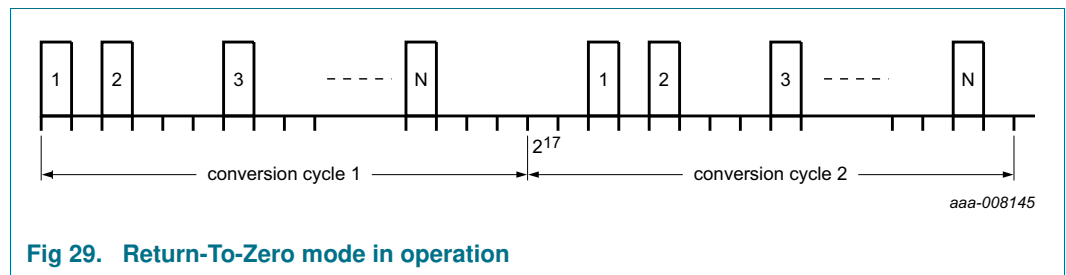 1 2 3 N 1 2 3 N
2^17
conversion cycle 1 conversion cycle 2
aaa-008145
Fig 29. Return-To-Zero mode in operation